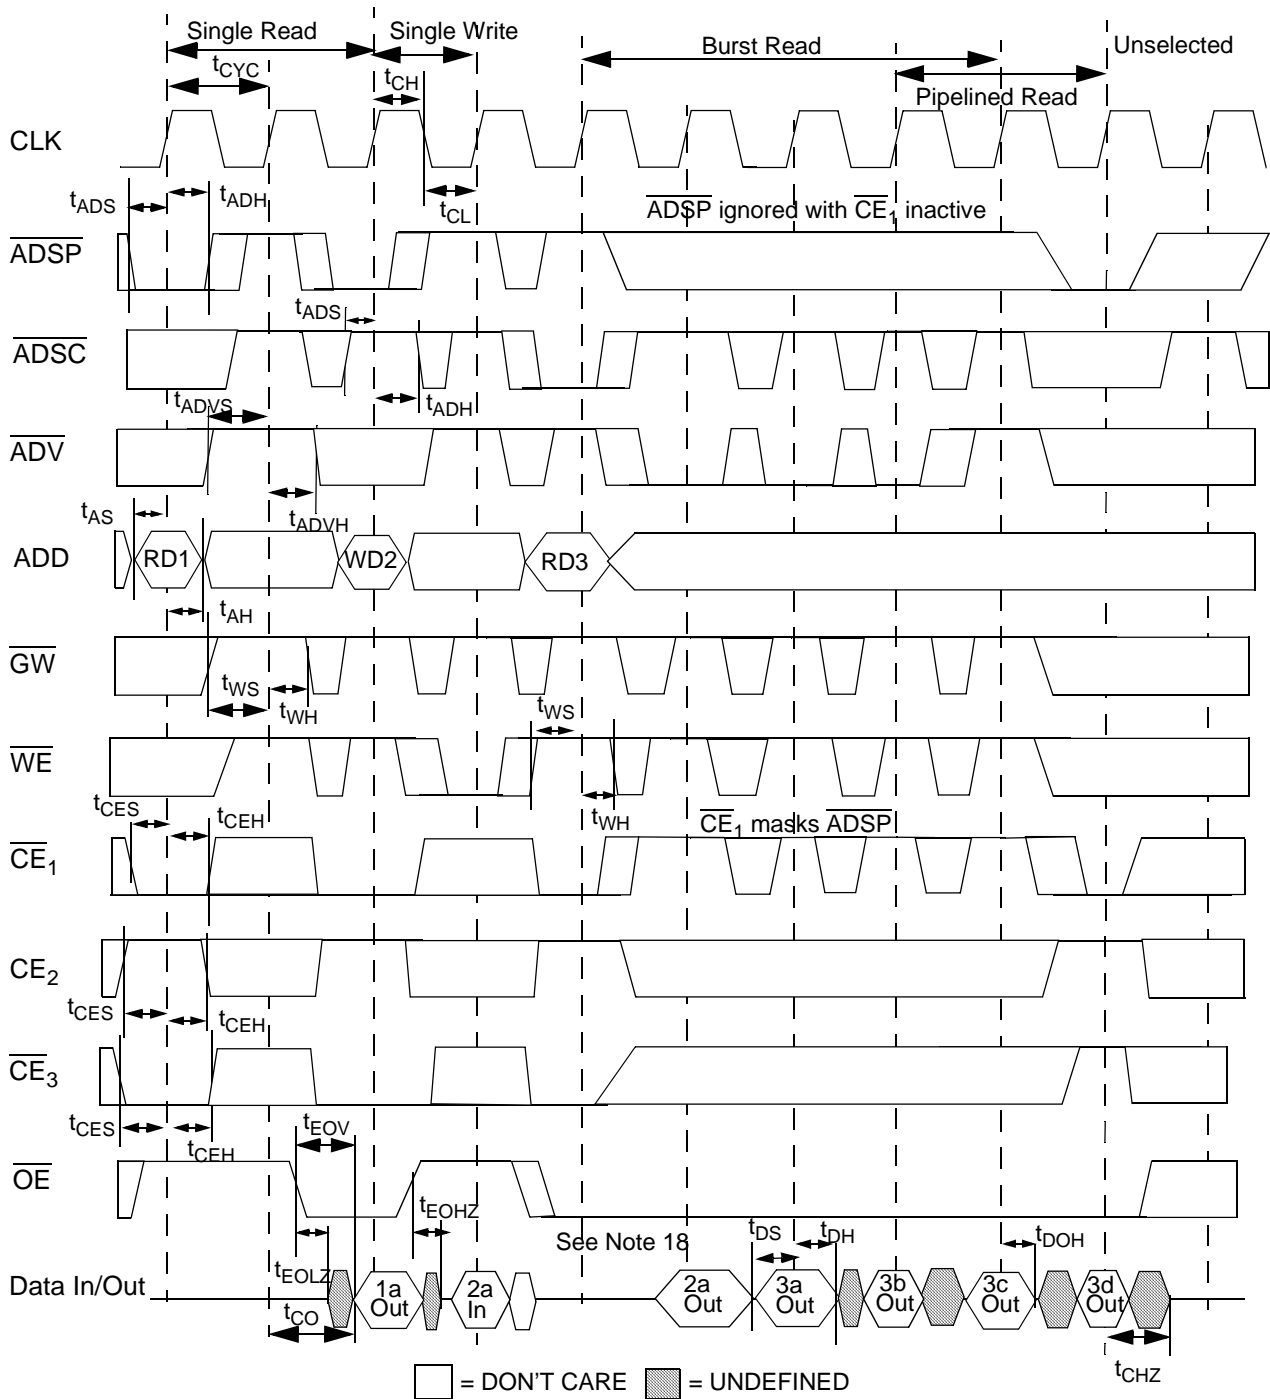 Single Read
Single Write
Burst Read
Unselected
tCYC
tCH
Pipelined Read
CLK
tADS
tADH
tCL
ADSP ignored with CE1 inactive
ADSP
tADS
ADSC
tADVS
tADH
ADV
tAS
tADVH
ADD
RD1
WD2
RD3
tAH
GW
tWS
tWH
tWS
WE
tCES
tCEH
tWH
CE1 masks ADSP
CE1
CE2
tCES
tCEH
CE3
tCES
tCEH
tEOV
OE
tEOHZ
See Note 18
tDS
tDH
tDOH
tEOLZ
Data In/Out
1a
Out
2a
In
2a
Out
3a
Out
3b
Out
3c
Out
3d
Out
tCO
tCHZ
= DON'T CARE
= UNDEFINED